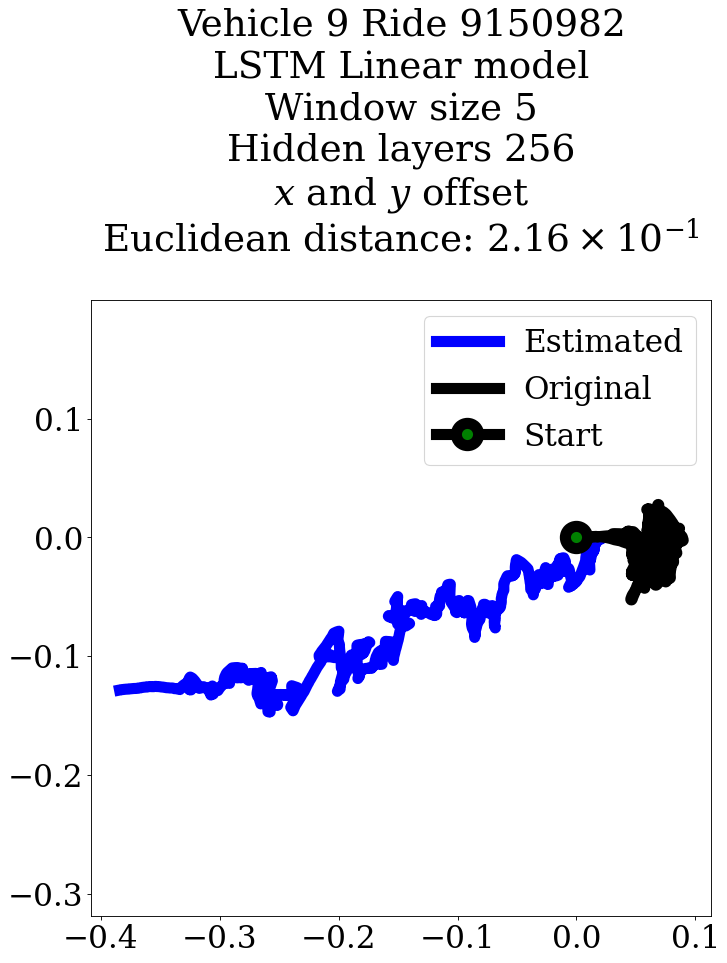 Vehicle 9 Ride 9150982
LSTM Linear model
Window size 5
Hidden layers 256
x and y offset
Euclidean distance: 2.16 × 10⁻¹
Estimated
Original
Start
0.1
0.0
−0.1
−0.2
−0.3
−0.4 −0.3 −0.2 −0.1 0.0 0.1